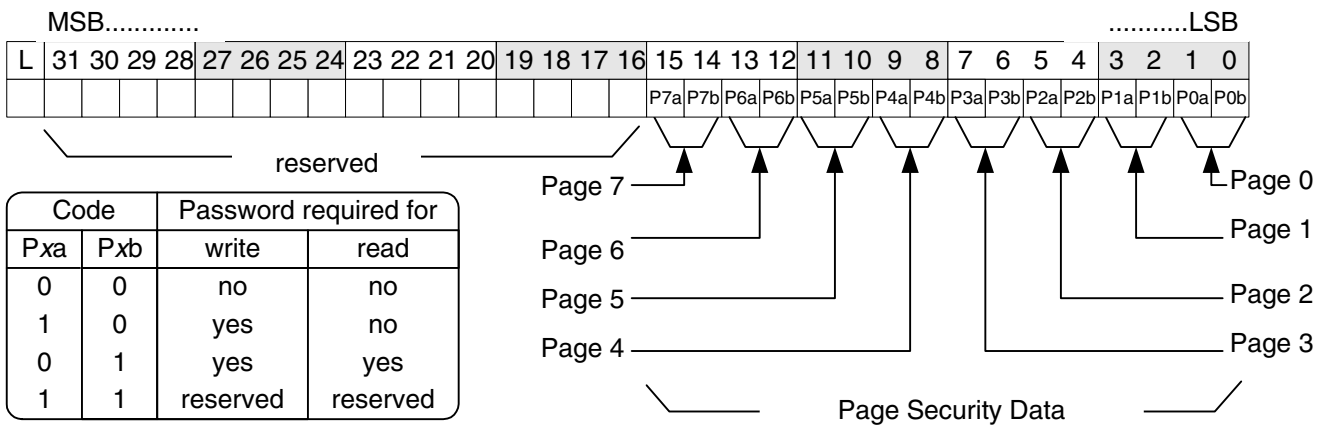 MSB............. ...........LSB
L 31 30 29 28 27 26 25 24 23 22 21 20 19 18 17 16 15 14 13 12 11 10 9 8 7 6 5 4 3 2 1 0
P7a P7b P6a P6b P5a P5b P4a P4b P3a P3b P2a P2b P1a P1b P0a P0b
reserved
Page 7 Page 0
Page 6 Page 1
Page 5 Page 2
Page 4 Page 3
Page Security Data
Code Password required for
Pxa Pxb write read
0 0 no no
1 0 yes no
0 1 yes yes
1 1 reserved reserved